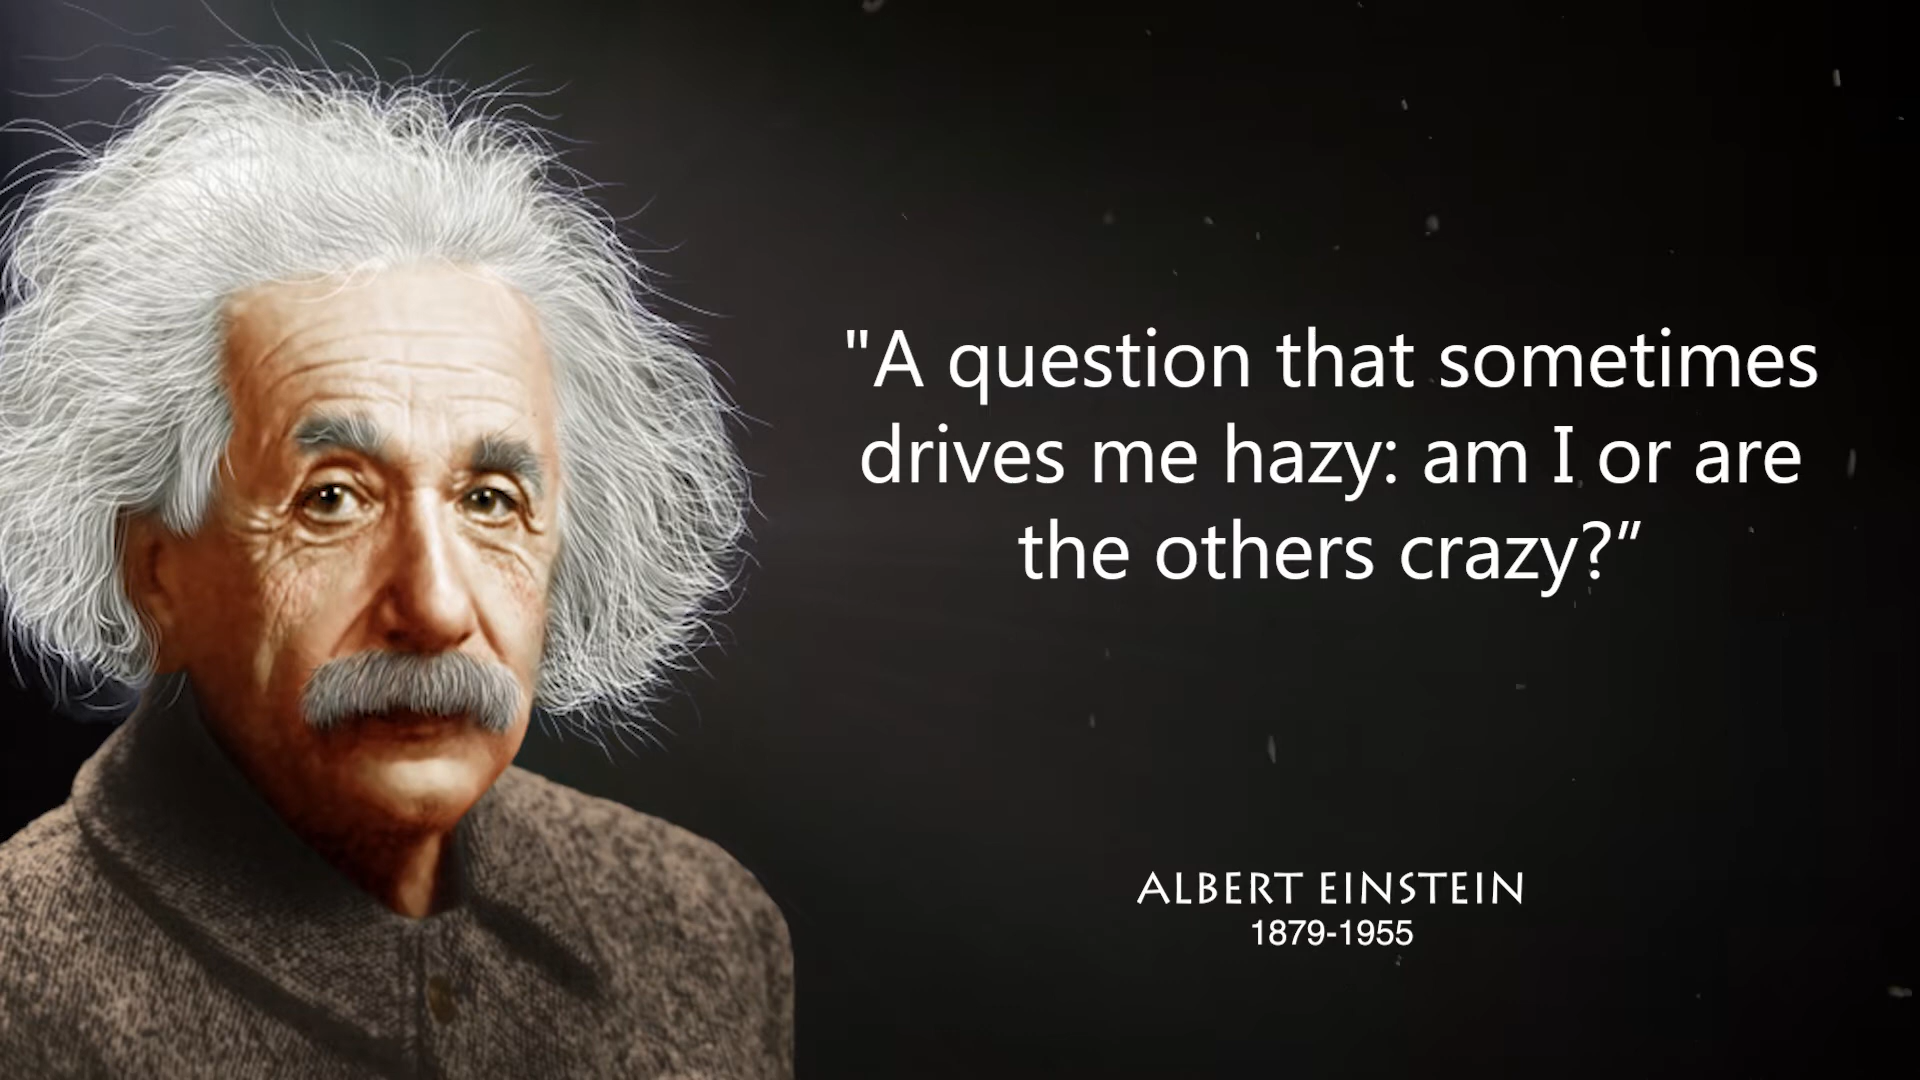 "A question that sometimes
drives me hazy: am I or are
the others crazy?”
ALBERT EINSTEIN
1879-1955